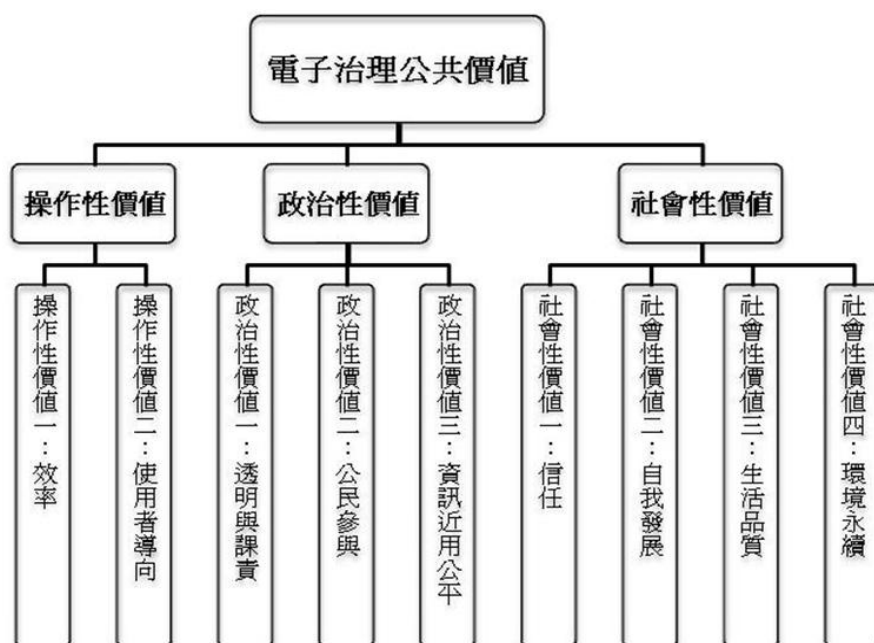 電子治理公共價值
操作性價值
政治性價值
社會性價值
操作性價值一：效率
操作性價值二：使用者導向
政治性價值一：透明與課責
政治性價值二：公民參與
政治性價值三：資訊近用公平
社會性價值一：信任
社會性價值二：自我發展
社會性價值三：生活品質
社會性價值四：環境永續